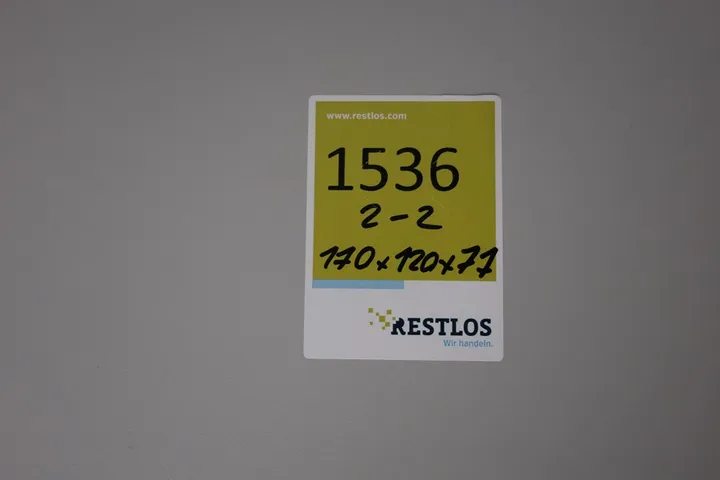 www.restlos.com
1536
2-2
170x120x77
RESTLOS
Wir handeln.